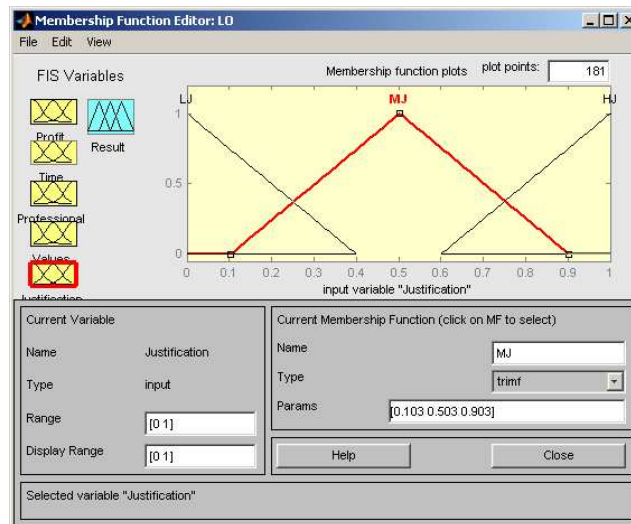 Membership Function Editor: LO
File Edit View
FIS Variables
Profit
Result
Time
Professional
Values
Justification
Membership function plots
plot points:
181
LJ
MJ
HJ
1
0.5
0
0 0.1 0.2 0.3 0.4 0.5 0.6 0.7 0.8 0.9 1
input variable "Justification"
Current Variable
Name Justification
Type input
Range [0 1]
Display Range [0 1]
Current Membership Function (click on MF to select)
Name MJ
Type trimf
Params [0.103 0.503 0.903]
Help Close
Selected variable "Justification"